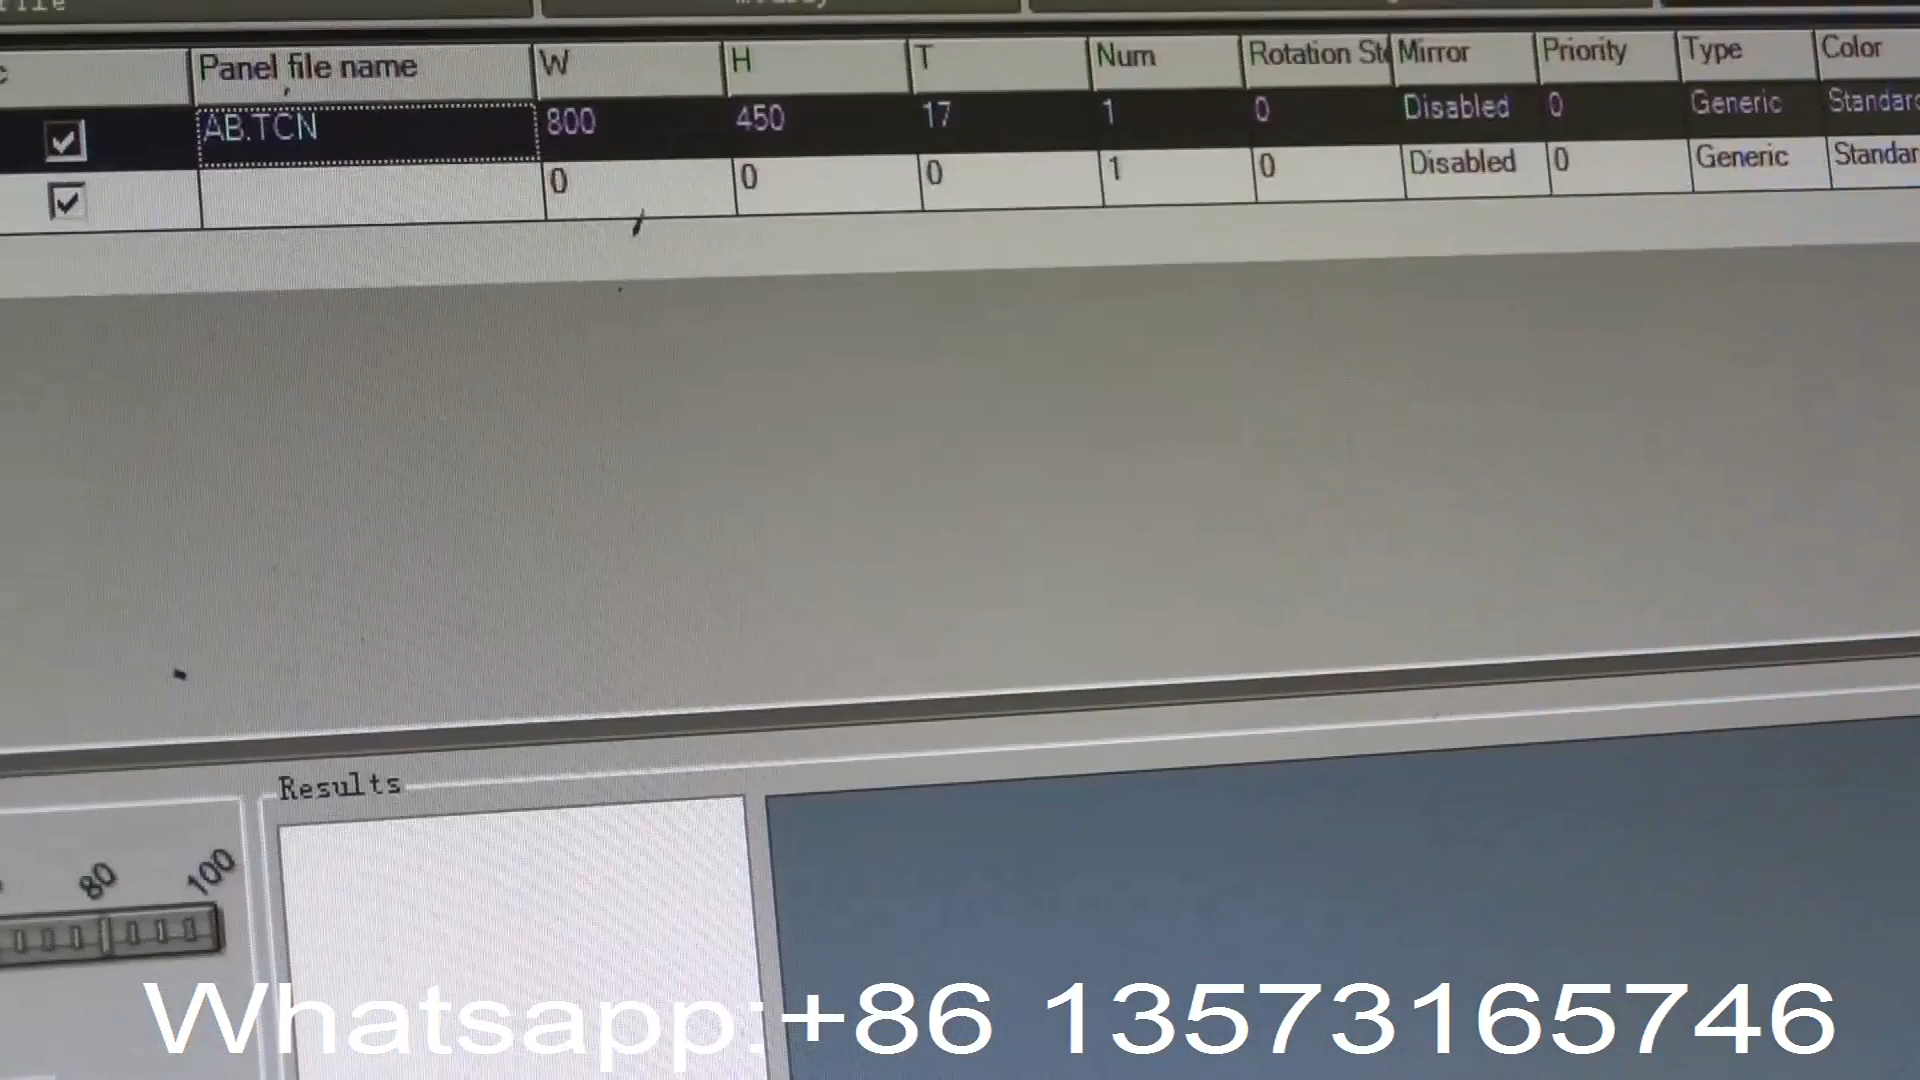 Panel file name W H T Num Rotation Ste Mirror Priority Type Color
AB.TCN 800 450 17 1 0 Disabled 0 Generic Standard
0 0 0 1 0 Disabled 0 Generic Standar
Results
80 100
Whatsapp:+86 13573165746